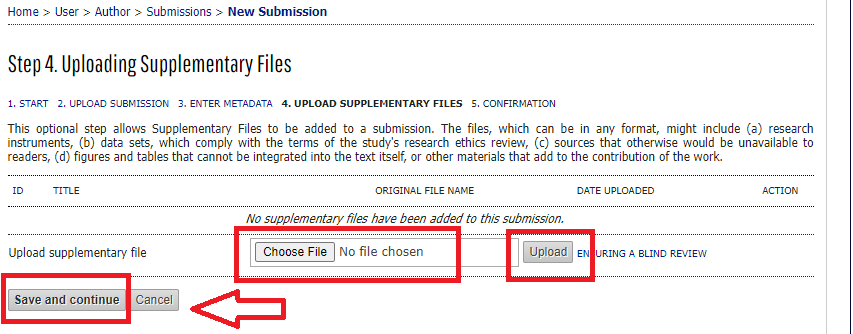 Home > User > Author > Submissions > New Submission
Step 4. Uploading Supplementary Files
1. START 2. UPLOAD SUBMISSION 3. ENTER METADATA 4. UPLOAD SUPPLEMENTARY FILES 5. CONFIRMATION
This optional step allows Supplementary Files to be added to a submission. The files, which can be in any format, might include (a) research
instruments, (b) data sets, which comply with the terms of the study's research ethics review, (c) sources that otherwise would be unavailable to
readers, (d) figures and tables that cannot be integrated into the text itself, or other materials that add to the contribution of the work.
ID TITLE ORIGINAL FILE NAME DATE UPLOADED ACTION
No supplementary files have been added to this submission.
Upload supplementary file Choose File No file chosen Upload ENSURING A BLIND REVIEW
Save and continue Cancel